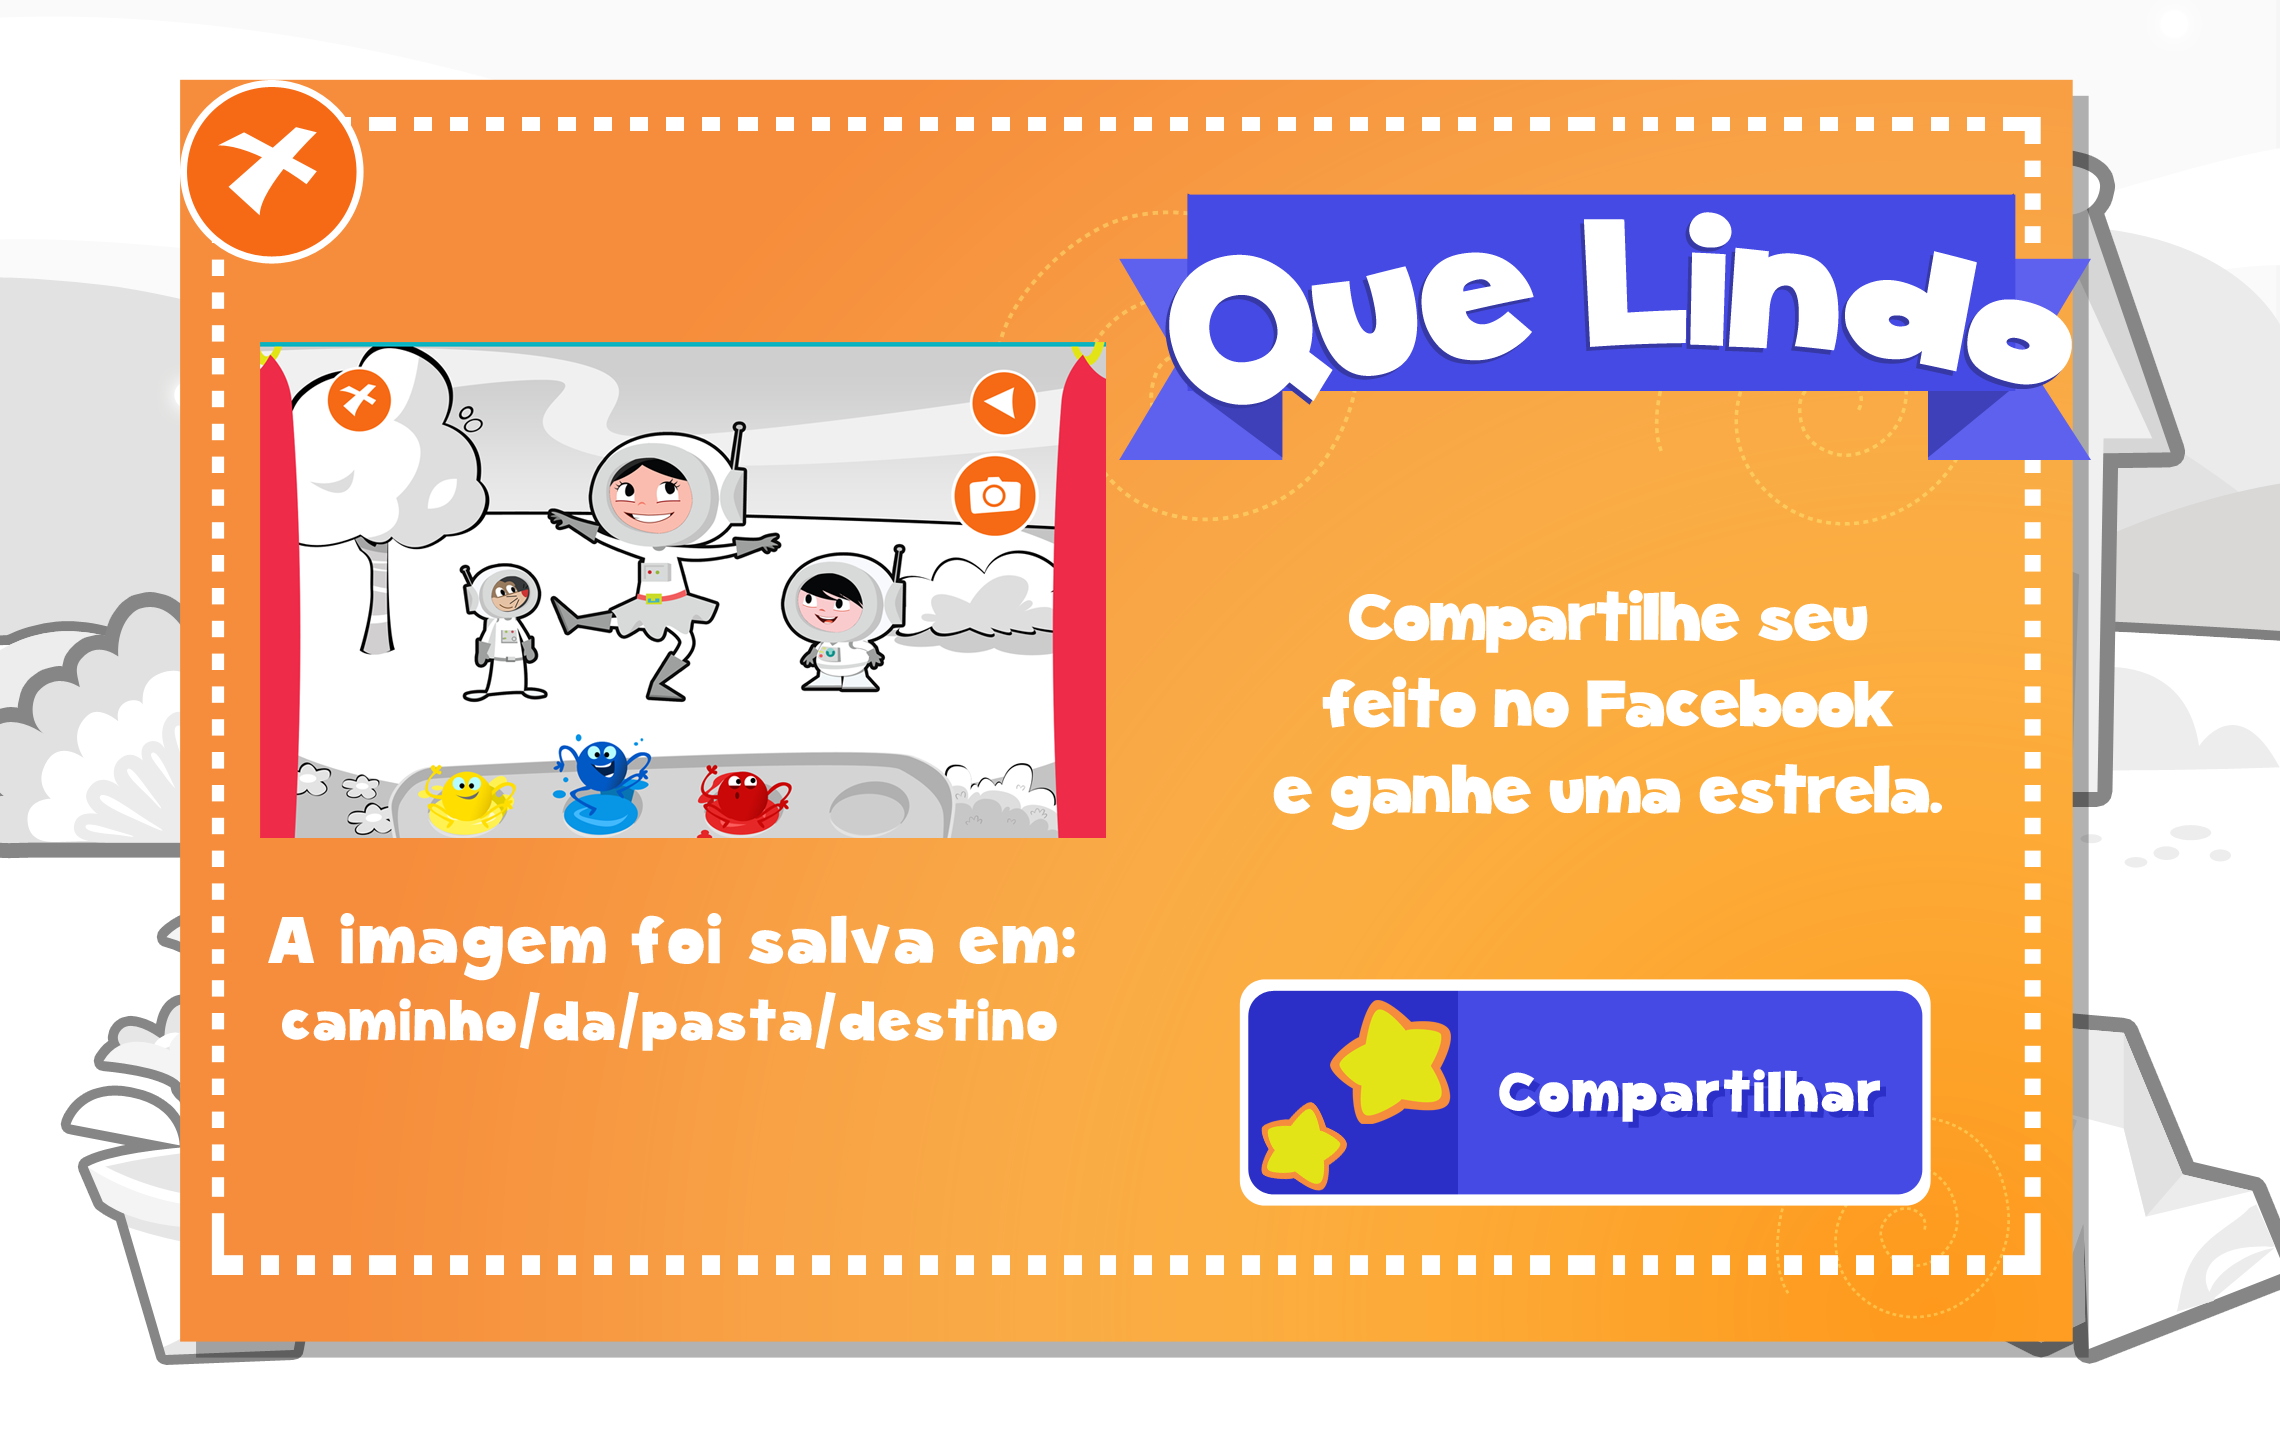 Que Lindo
Compartilhe seu
feito no Facebook
e ganhe uma estrela.
A imagem foi salva em:
caminho/da/pasta/destino
Compartilhar